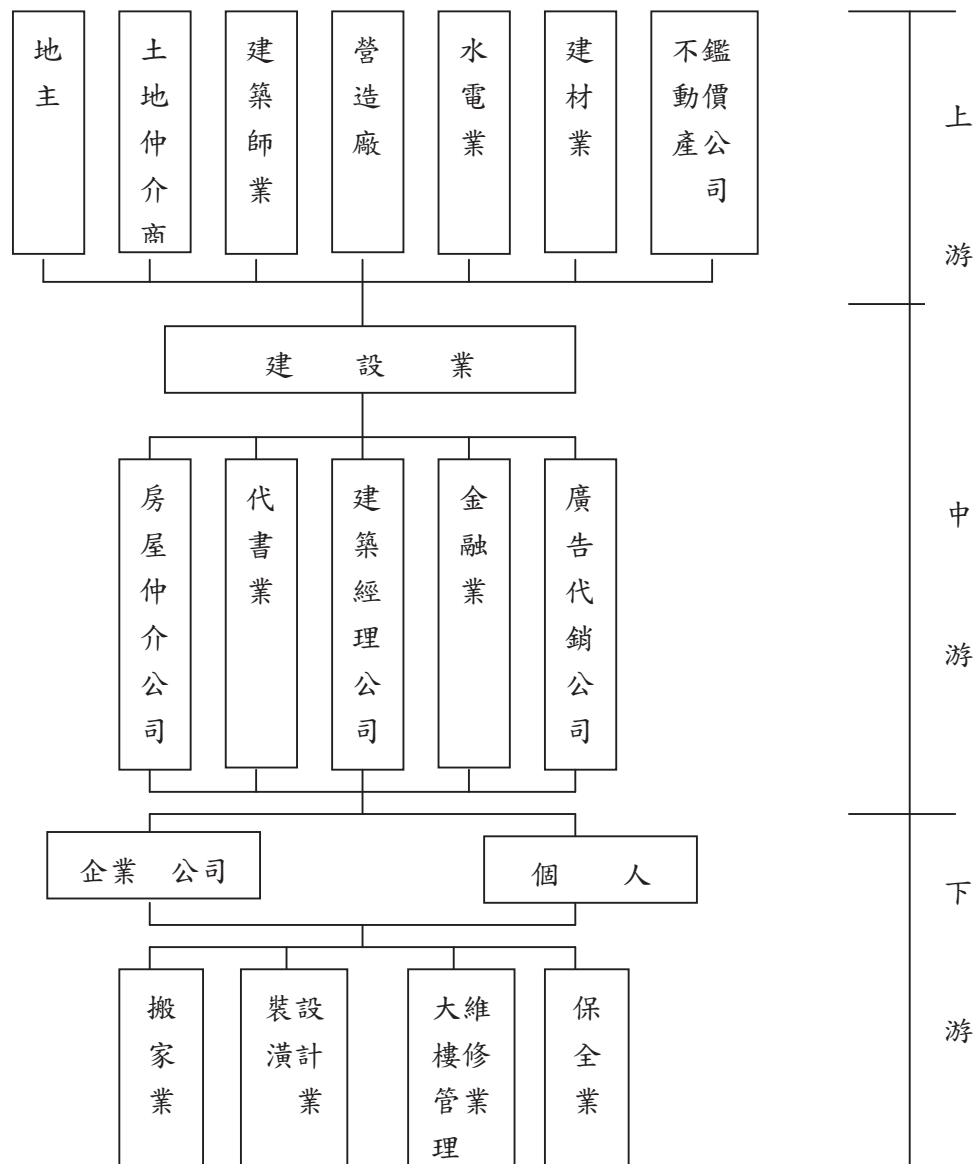 地主
土地仲介商
建築師業
營造廠
水電業
建材業
不動產
鑑價公司
上游
建設業
中游
房屋仲介公司
代書業
建築經理公司
金融業
廣告代銷公司
企業 公司
個人
下游
搬家業
裝潢
設計業
大樓管理
維修業
保全業